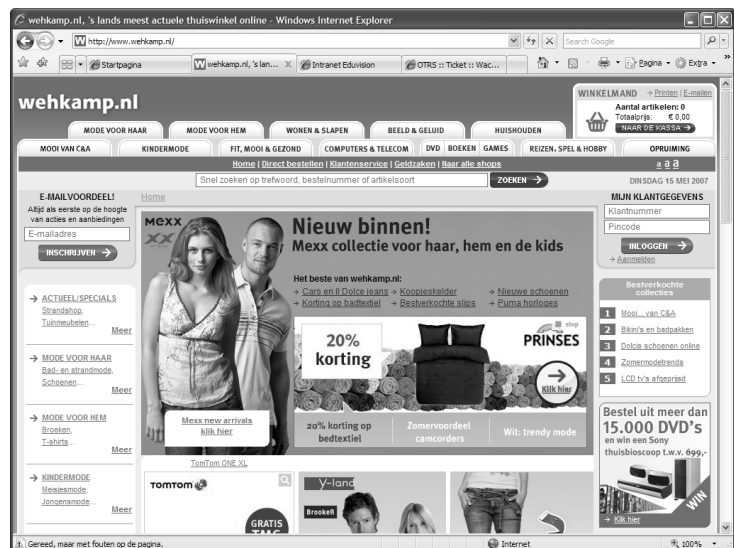 wehkamp.nl, 's lands meest actuele thuiswinkel online - Windows Internet Explorer
http://www.wehkamp.nl/
Search Google
Startpagina
wehkamp.nl, 's lan...
Intranet Eduvision
OTRS :: Ticket :: Wac...
Pagina
Extra
wehkamp.nl
WINKELMAND
Printen | E-mailen
Aantal artikelen: 0
Totaalprijs: € 0,00
NAAR DE KASSA
MODE VOOR HAAR
MODE VOOR HEM
WONEN & SLAPEN
BEELD & GELUID
HUISHOUDEN
MOOI VAN C&A
KINDERMODE
FIT, MOOI & GEZOND
COMPUTERS & TELECOM
DVD
BOEKEN
GAMES
REIZEN, SPEL & HOBBY
OPRUIMING
Home | Direct bestellen | Klantenservice | Geldzaken | Naar alle shops
a a a
Snel zoeken op trefwoord, bestelnummer of artikelsoort
ZOEKEN
DINSDAG 15 MEI 2007
E-MAILVOORDEEL!
Altijd als eerste op de hoogte
van acties en aanbiedingen
E-mailadres
INSCHRIJVEN
ACTUEEL/SPECIALS
Strandshop,
Tuinmeubelen...
Meer
MODE VOOR HAAR
Bad- en strandmode,
Schoenen...
Meer
MODE VOOR HEM
Broeken,
T-shirts...
Meer
KINDERMODE
Meisjesmode,
Jongensmode...
Meer
Home
MEXX
XX
Nieuw binnen!
Mexx collectie voor haar, hem en de kids
Het beste van wehkamp.nl:
Cars en Il Dolce jeans
Koopjeskelder
Nieuwe schoenen
Korting op badtextiel
Bestverkochte slips
Puma horloges
20%
korting
step
PRINSES
Klik hier
Mexx new arrivals
klik hier
20% korting op
bedtextiel
Zomervoordeel
camcorders
Wit: trendy mode
TomTom ONE XL
TOMTOM
GRATIS
TMC
Y-land
BrookeR
MIJN KLANTGEGEVENS
Klantnummer
Pincode
INLOGGEN
Aanmelden
Bestverkochte
collecties
1 Mooi... van C&A
2 Bikini's en badpakken
3 Dolcis schoenen online
4 Zomermodetrends
5 LCD tv's afgeprijsd
Bestel uit meer dan
15.000 DVD's
en win een Sony
thuisbioscoop t.w.v. 699,-
WIN
Klik hier
Gereed, maar met fouten op de pagina.
Internet
100%